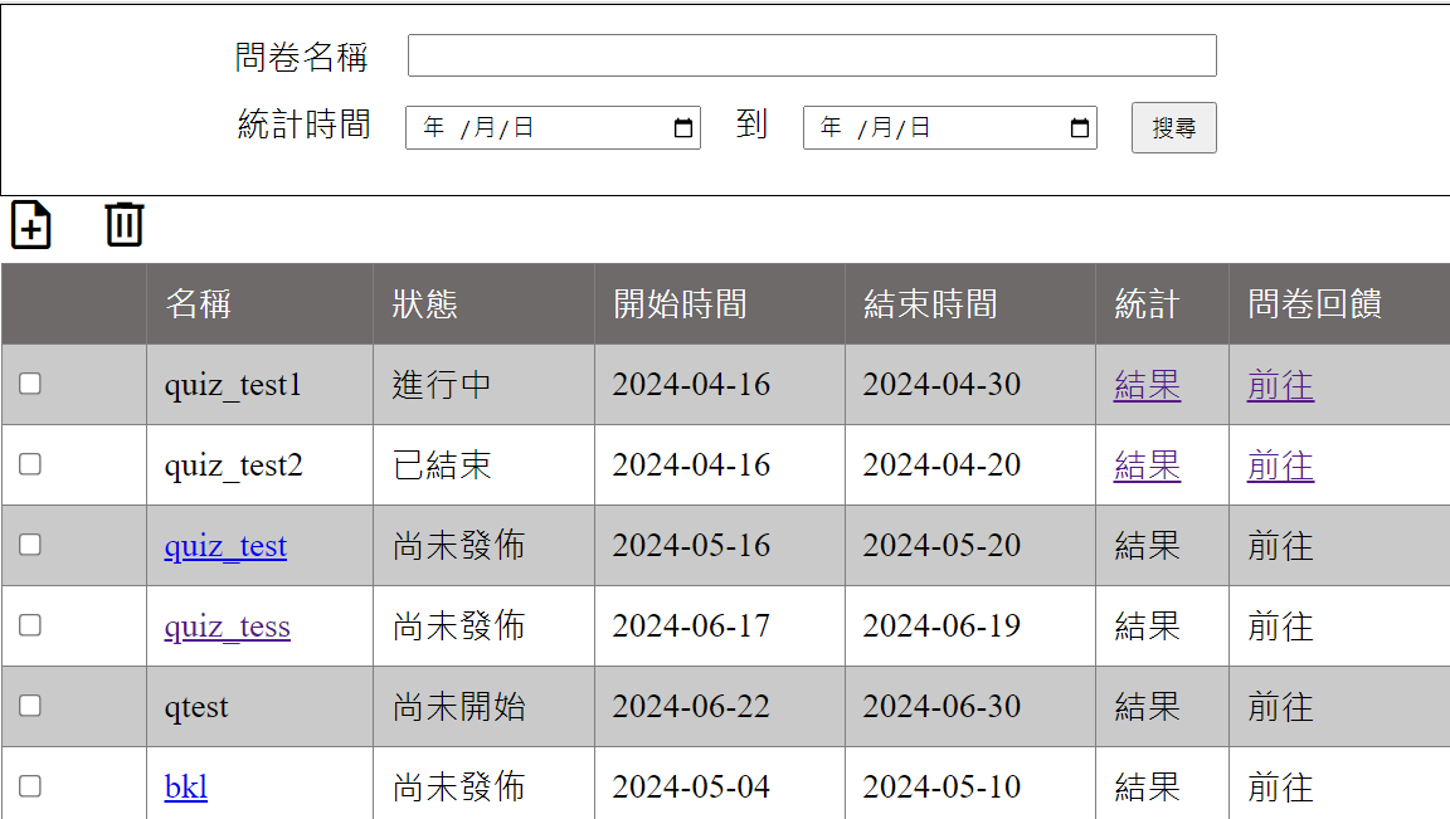 問卷名稱
統計時間 年 /月/日 到 年 /月/日 搜尋
名稱 狀態 開始時間 結束時間 統計 問卷回饋
quiz_test1 進行中 2024-04-16 2024-04-30 結果 前往
quiz_test2 已結束 2024-04-16 2024-04-20 結果 前往
quiz_test 尚未發佈 2024-05-16 2024-05-20 結果 前往
quiz_tess 尚未發佈 2024-06-17 2024-06-19 結果 前往
qtest 尚未開始 2024-06-22 2024-06-30 結果 前往
bkl 尚未發佈 2024-05-04 2024-05-10 結果 前往